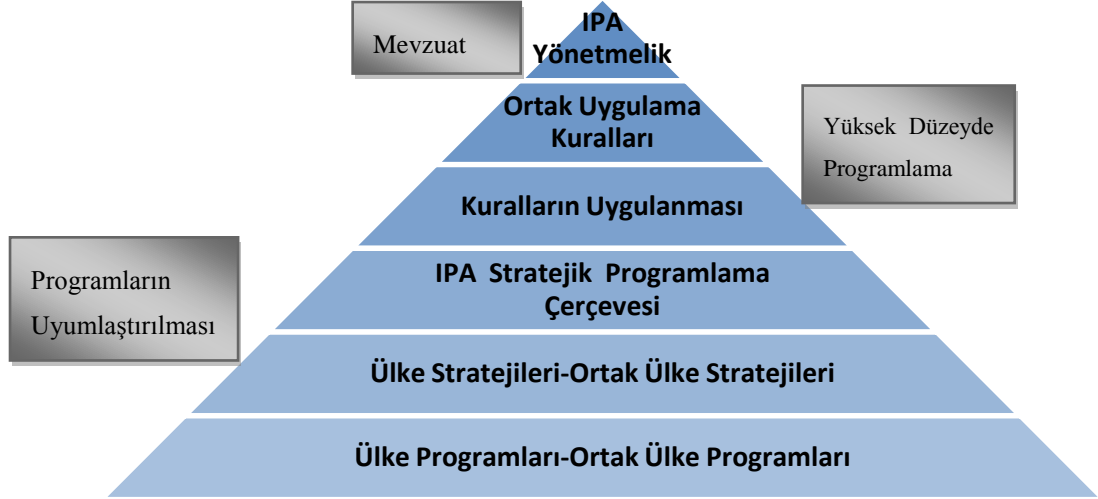 IPA
Yönetmelik
Mevzuat
Ortak Uygulama
Kuralları
Yüksek Düzeyde
Programlama
Kuralların Uygulanması
IPA Stratejik Programlama
Çerçevesi
Programların
Uyumlaştırılması
Ülke Stratejileri-Ortak Ülke Stratejileri
Ülke Programları-Ortak Ülke Programları